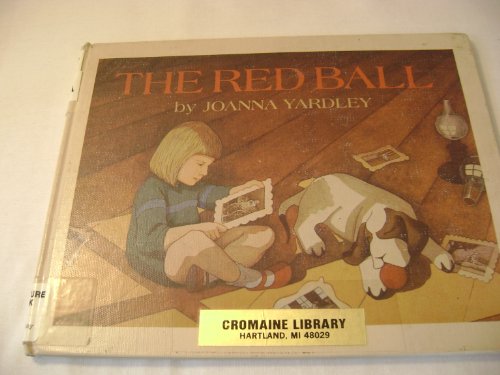 THE RED BALL
by JOANNA YARDLEY
CROMAINE LIBRARY
HARTLAND, MI 48029